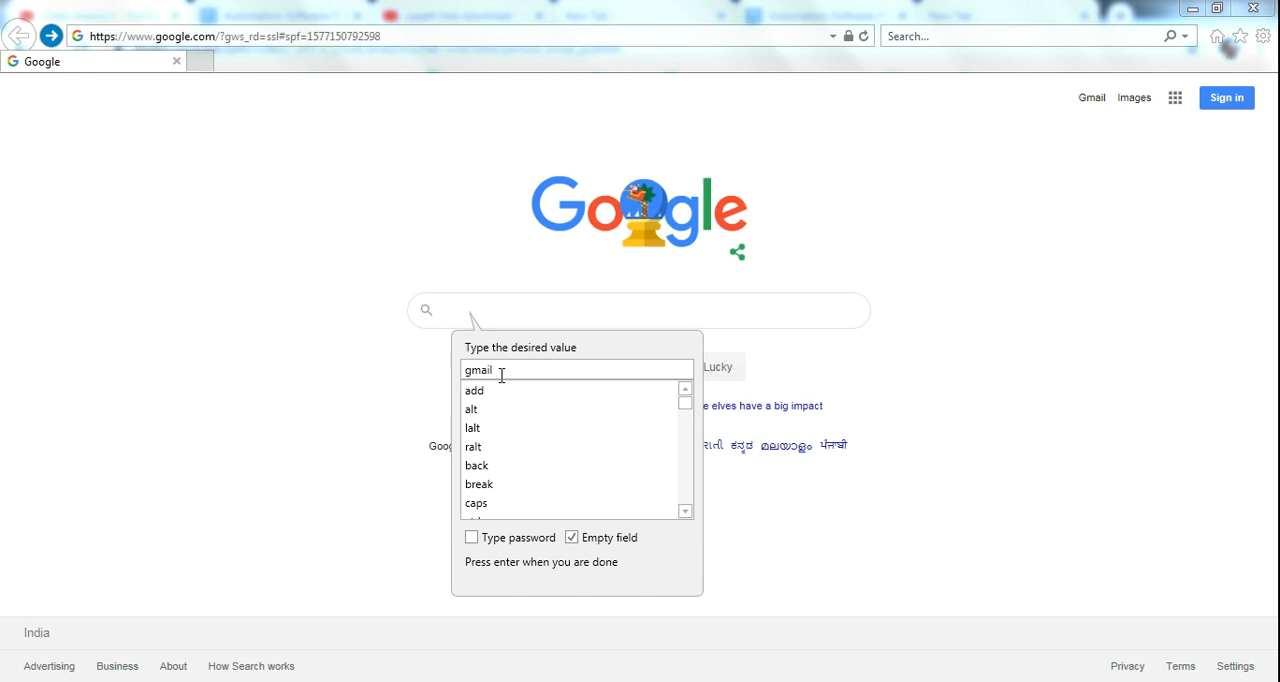 https://www.google.com/?gws_rd=ssl#spf=1577150792598
Search...
Google
Gmail Images Sign in
Google
Type the desired value
gmail
Lucky
add
e elves have a big impact
alt
lalt
ralt
ಕನ್ನಡ മലയാളം ਪੰਜਾਬੀ
back
break
caps
Type password Empty field
Press enter when you are done
India
Advertising Business About How Search works Privacy Terms Settings